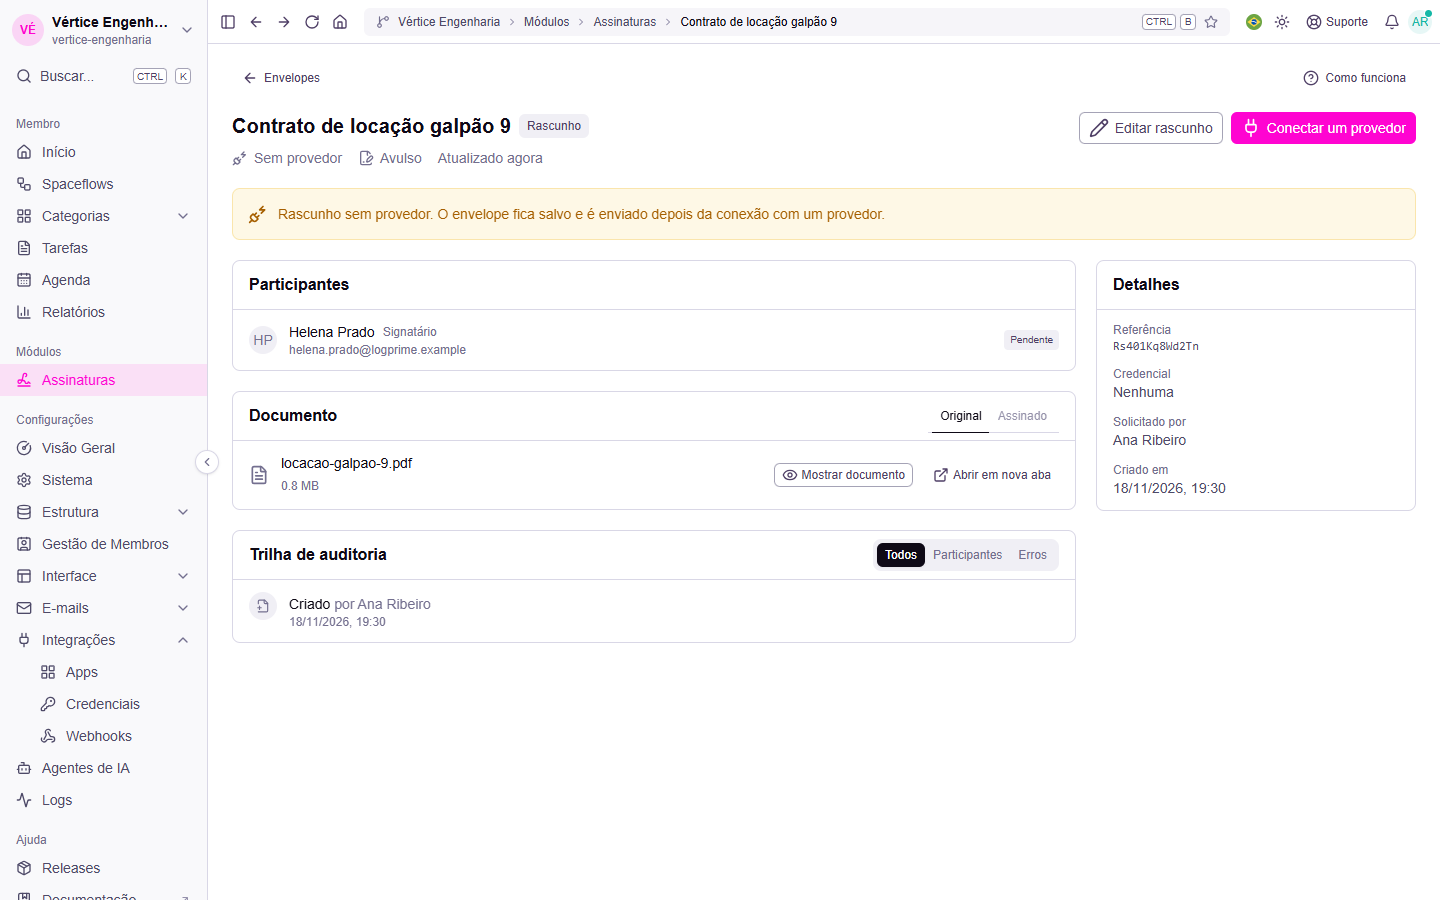 VÉ
Vértice Engenh...
vertice-engenharia
Buscar...
CTRL K
Membro
Início
Spaceflows
Categorias
Tarefas
Agenda
Relatórios
Módulos
Assinaturas
Configurações
Visão Geral
Sistema
Estrutura
Gestão de Membros
Interface
E-mails
Integrações
Apps
Credenciais
Webhooks
Agentes de IA
Logs
Ajuda
Releases
Documentação
Vértice Engenharia
Módulos
Assinaturas
Contrato de locação galpão 9
CTRL B
Suporte
AR
Envelopes
Como funciona
Contrato de locação galpão 9
Rascunho
Editar rascunho
Conectar um provedor
Sem provedor
Avulso
Atualizado agora
Rascunho sem provedor. O envelope fica salvo e é enviado depois da conexão com um provedor.
Participantes
HP
Helena Prado Signatário
helena.prado@logprime.example
Pendente
Documento
Original
Assinado
locacao-galpao-9.pdf
0.8 MB
Mostrar documento
Abrir em nova aba
Trilha de auditoria
Todos
Participantes
Erros
Criado por Ana Ribeiro
18/11/2026, 19:30
Detalhes
Referência
Rs401Kq8Wd2Tn
Credencial
Nenhuma
Solicitado por
Ana Ribeiro
Criado em
18/11/2026, 19:30